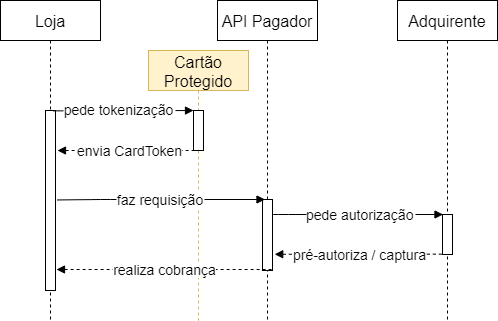 Loja
API Pagador
Adquirente
Cartão
Protegido
pede tokenização
envia CardToken
faz requisição
pede autorização
pré-autoriza / captura
realiza cobrança